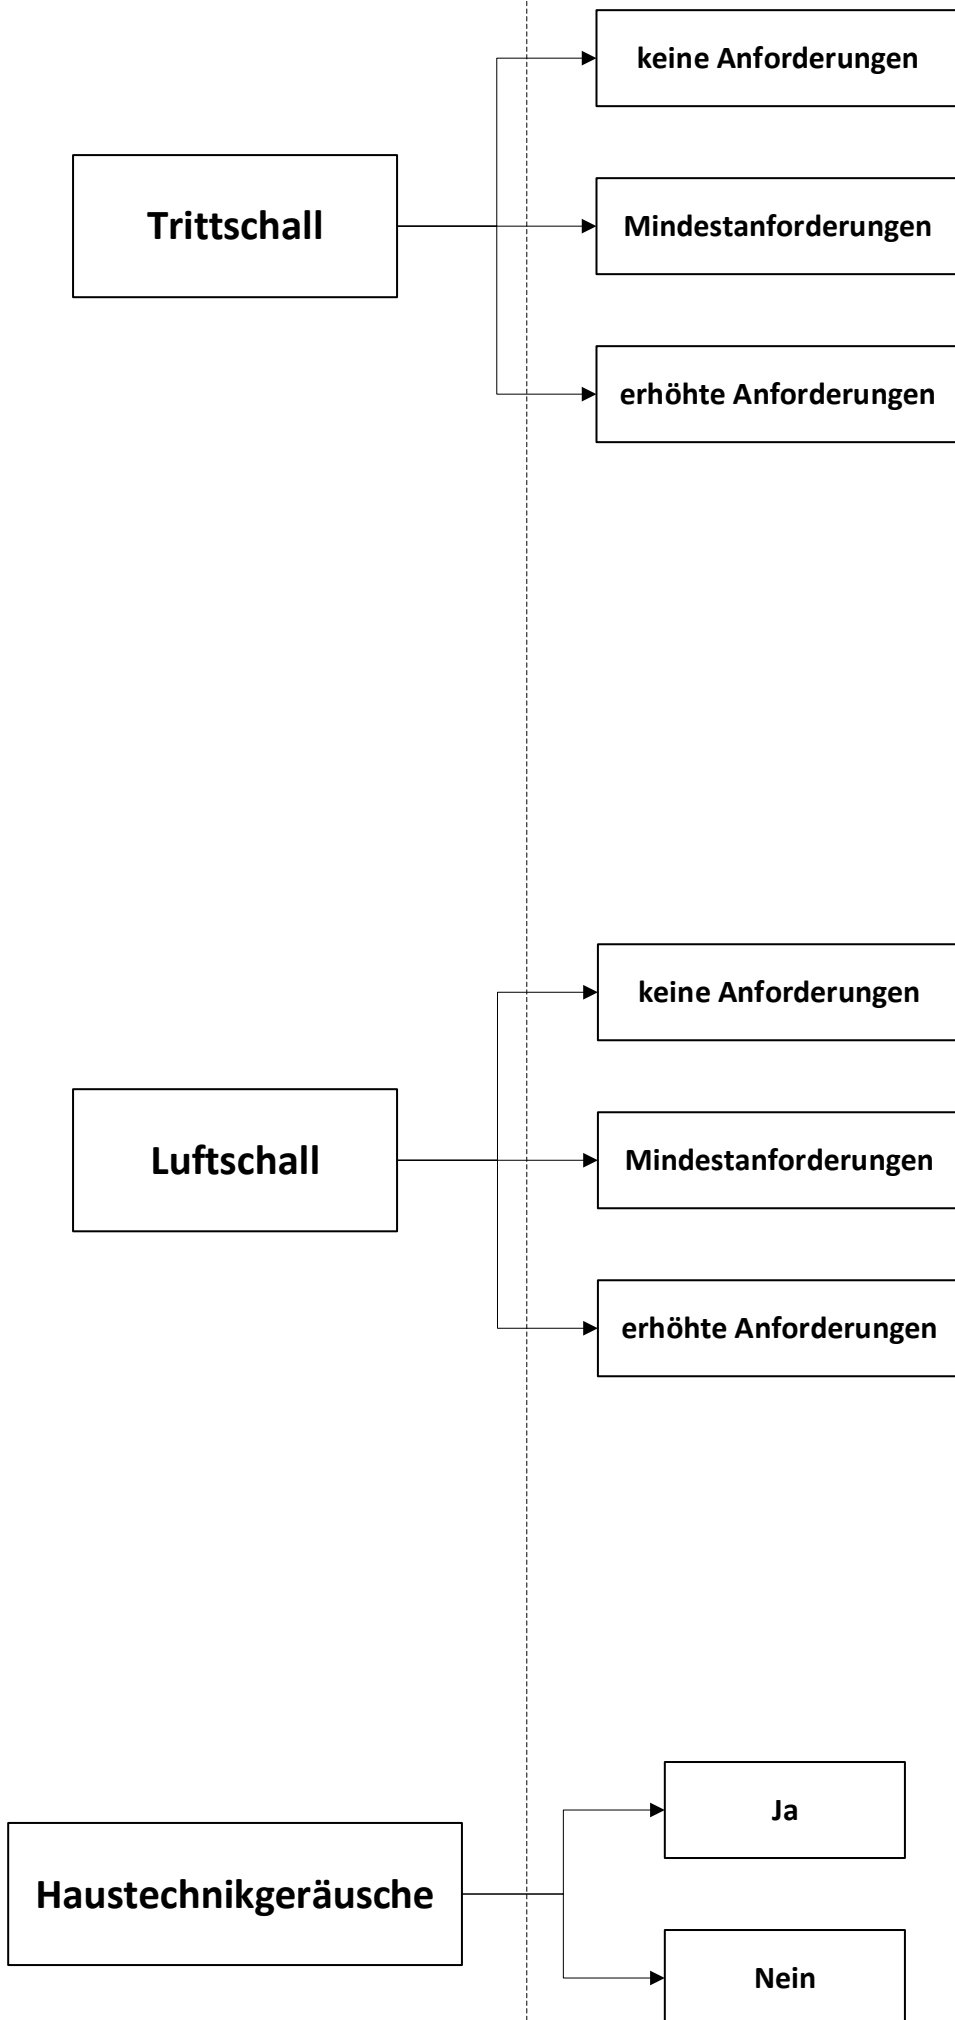 keine Anforderungen
Trittschall
Mindestanforderungen
erhöhte Anforderungen
keine Anforderungen
Luftschall
Mindestanforderungen
erhöhte Anforderungen
Ja
Haustechnikgeräusche
Nein